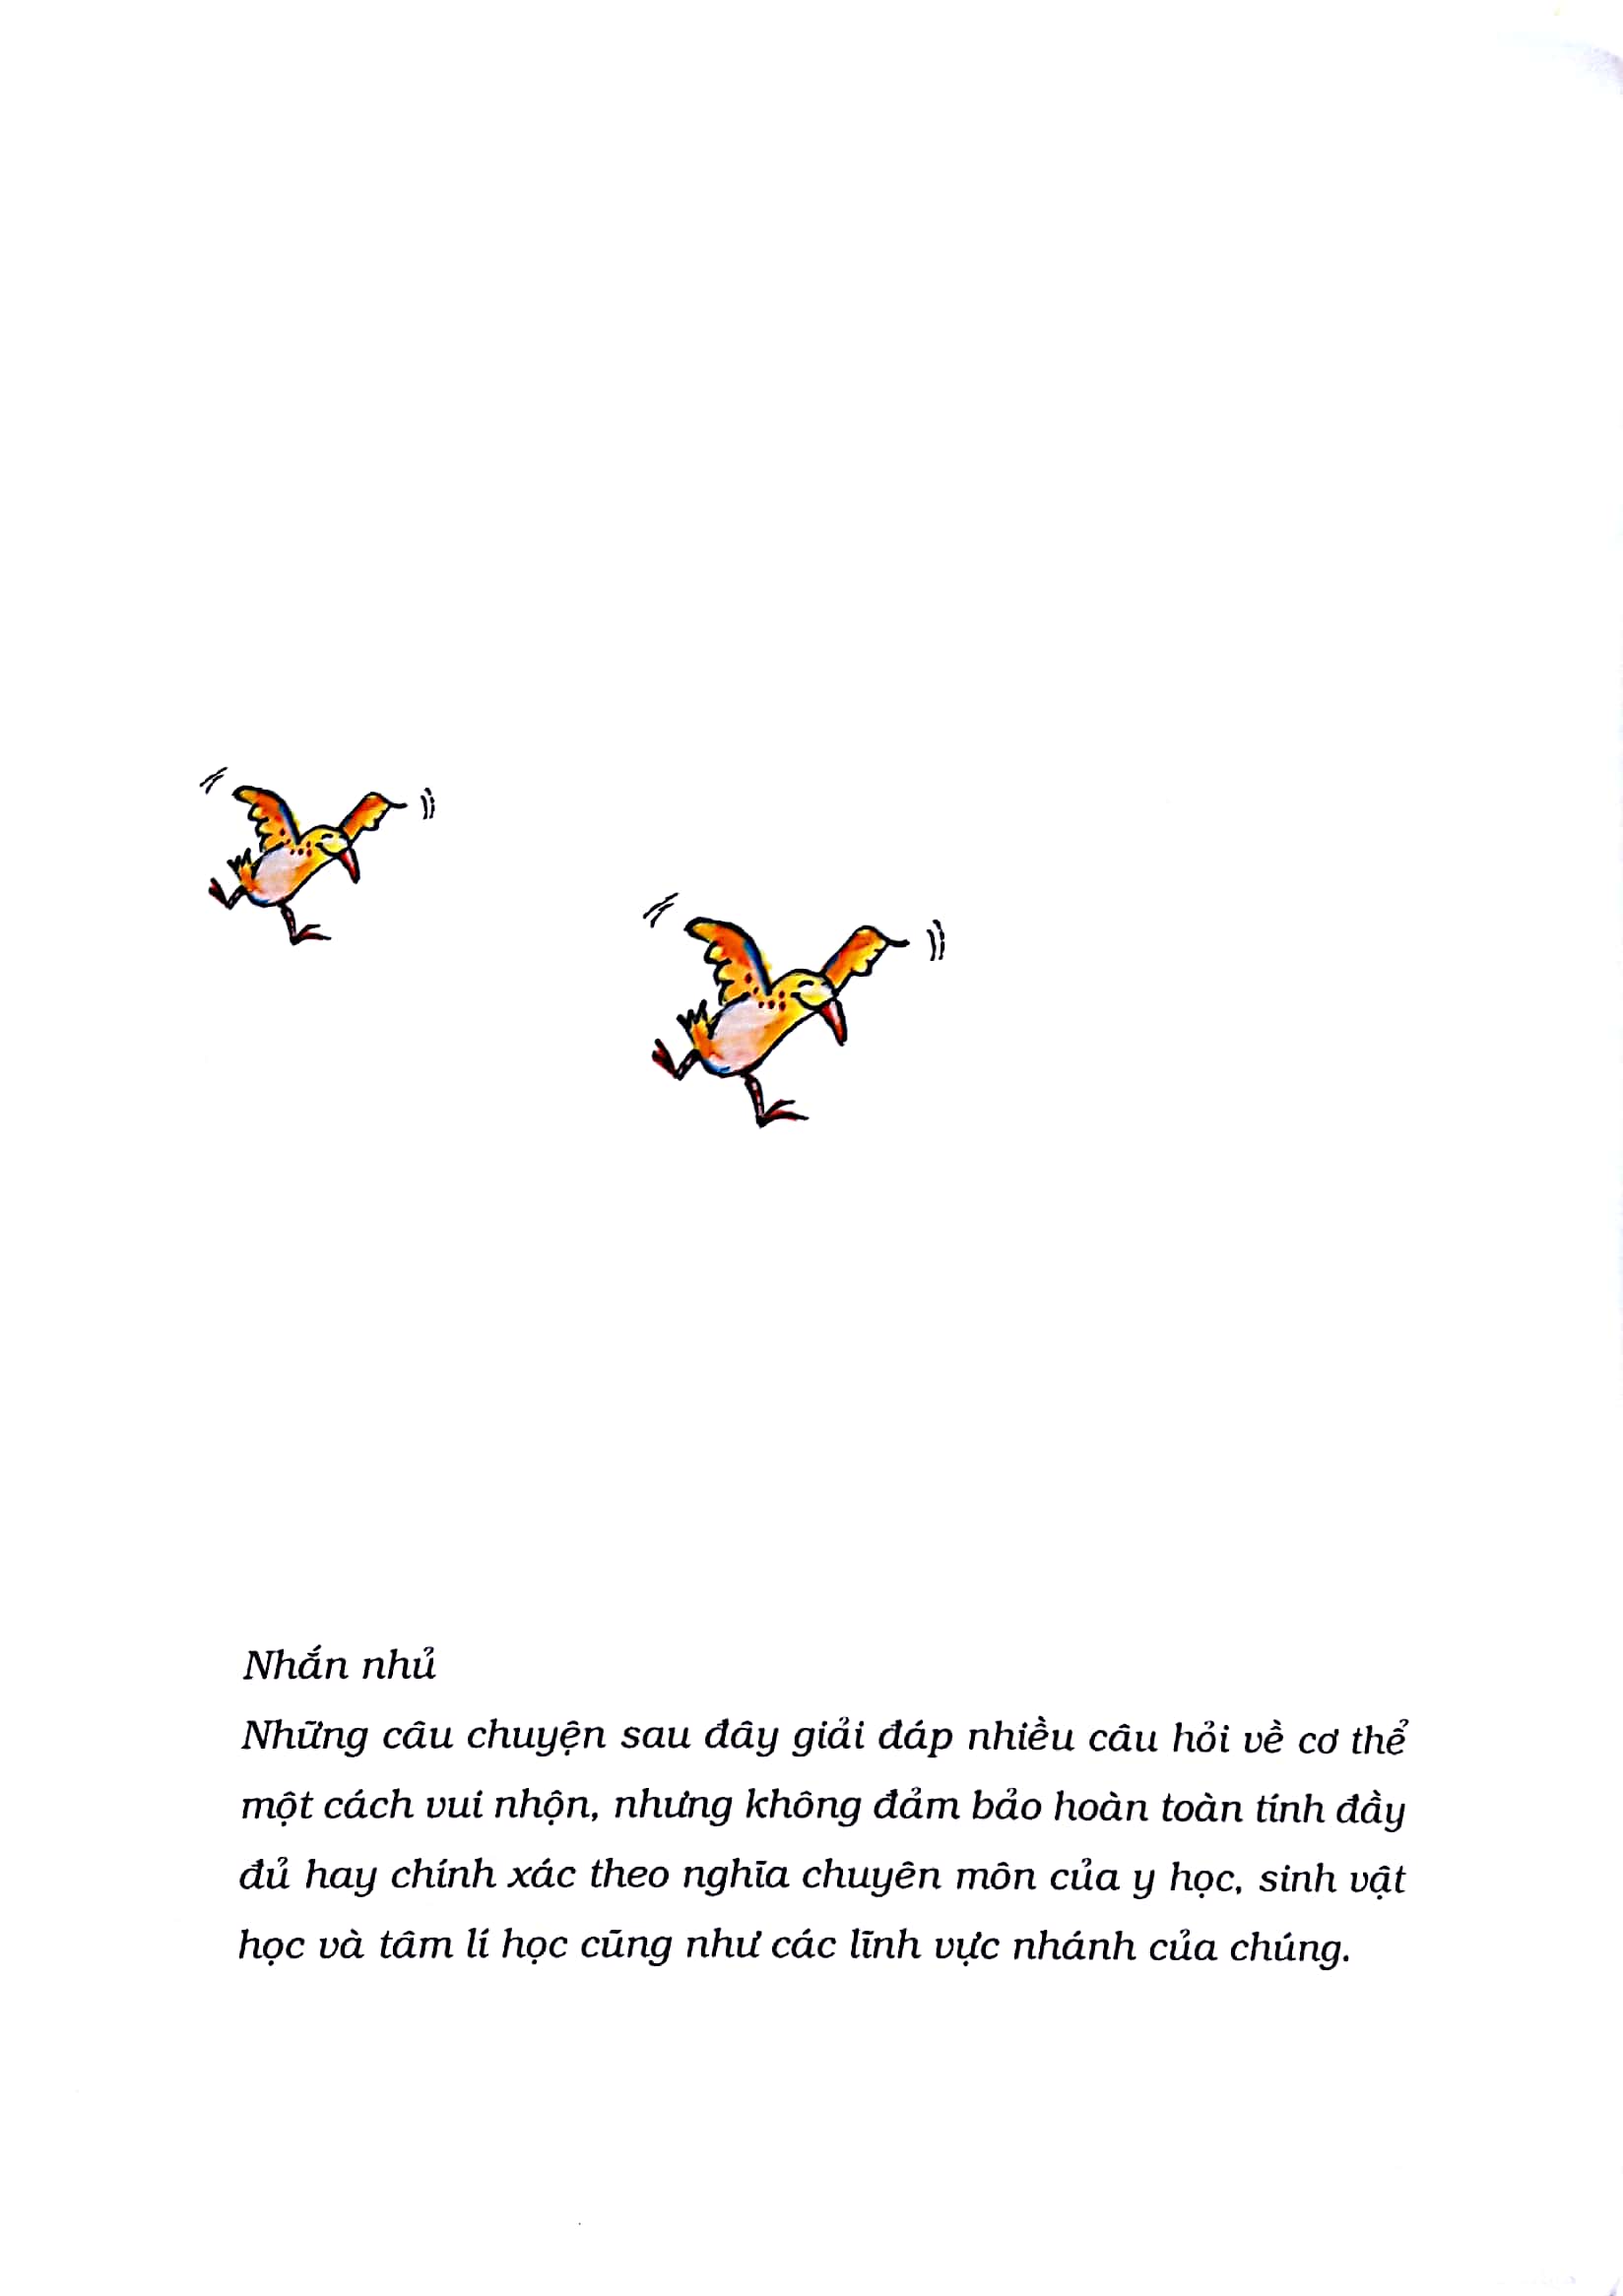 Nhắn nhủ
Những câu chuyện sau đây giải đáp nhiều câu hỏi về cơ thể
một cách vui nhộn, nhưng không đảm bảo hoàn toàn tính đầy
đủ hay chính xác theo nghĩa chuyên môn của y học, sinh vật
học và tâm lí học cũng như các lĩnh vực nhánh của chúng.